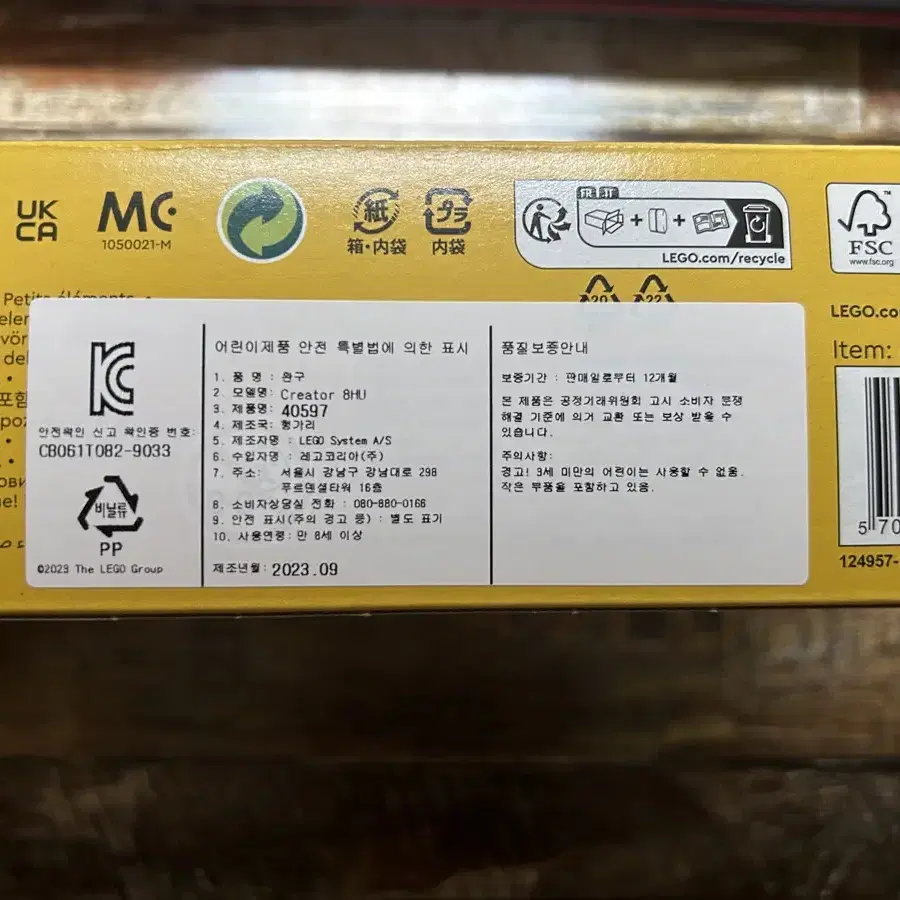 UK
CA
MC
1050021-M
紙
箱・内袋
プラ
内袋
FR IT
LEGO.com/recycle
FSC
www.fsc.org
20
22
Petits éléments
포함
LEGO.co
Item:
안전확인 신고 확인증 번호:
CB061T082-9033
비닐류
PP
©2023 The LEGO Group
어린이제품 안전 특별법에 의한 표시
1. 품 명 : 완구
2. 모델명: Creator 8HU
3. 제품명: 40597
4. 제조국: 헝가리
5. 제조자명 : LEGO System A/S
6. 수입자명 : 레고코리아(주)
7. 주소: 서울시 강남구 강남대로 298
푸르덴셜타워 16층
8. 소비자상담실 전화 : 080-880-0166
9. 안전 표시(주의 경고 등) : 별도 표기
10. 사용연령: 만 8세 이상
제조년월: 2023.09
품질보증안내
보증기간 : 판매일로부터 12개월
본 제품은 공정거래위원회 고시 소비자 분쟁
해결 기준에 의거 교환 또는 보상 받을 수
있습니다.
주의사항:
경고! 3세 미만의 어린이는 사용할 수 없음.
작은 부품을 포함하고 있음.
5 70
124957-